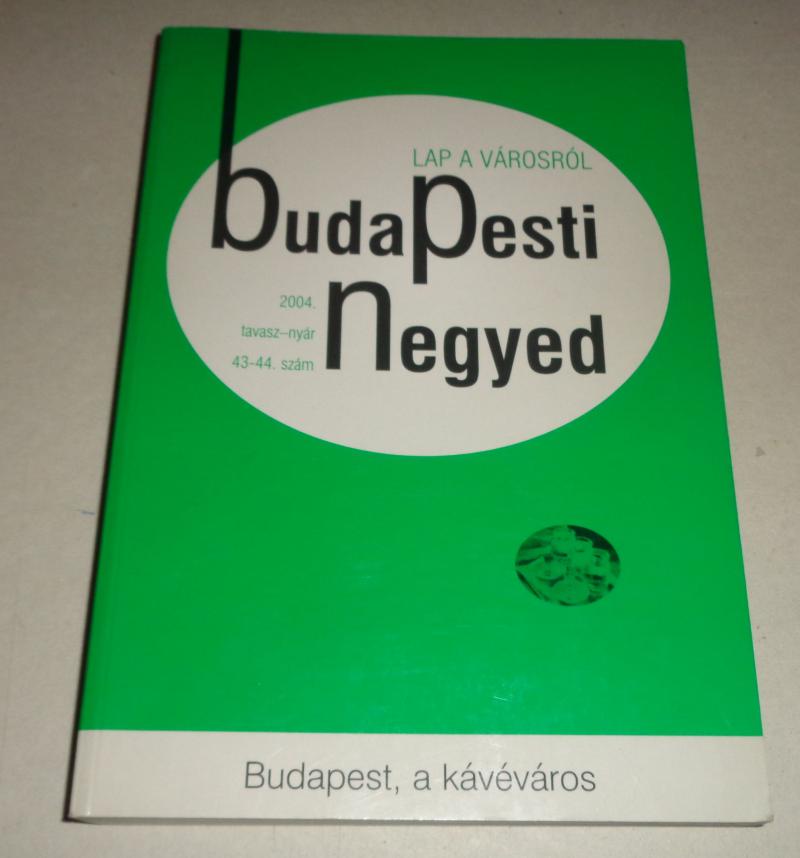 LAP A VÁROSRÓL
budaPesti
negyed
2004.
tavasz–nyár
43-44. szám
Budapest, a kávéváros